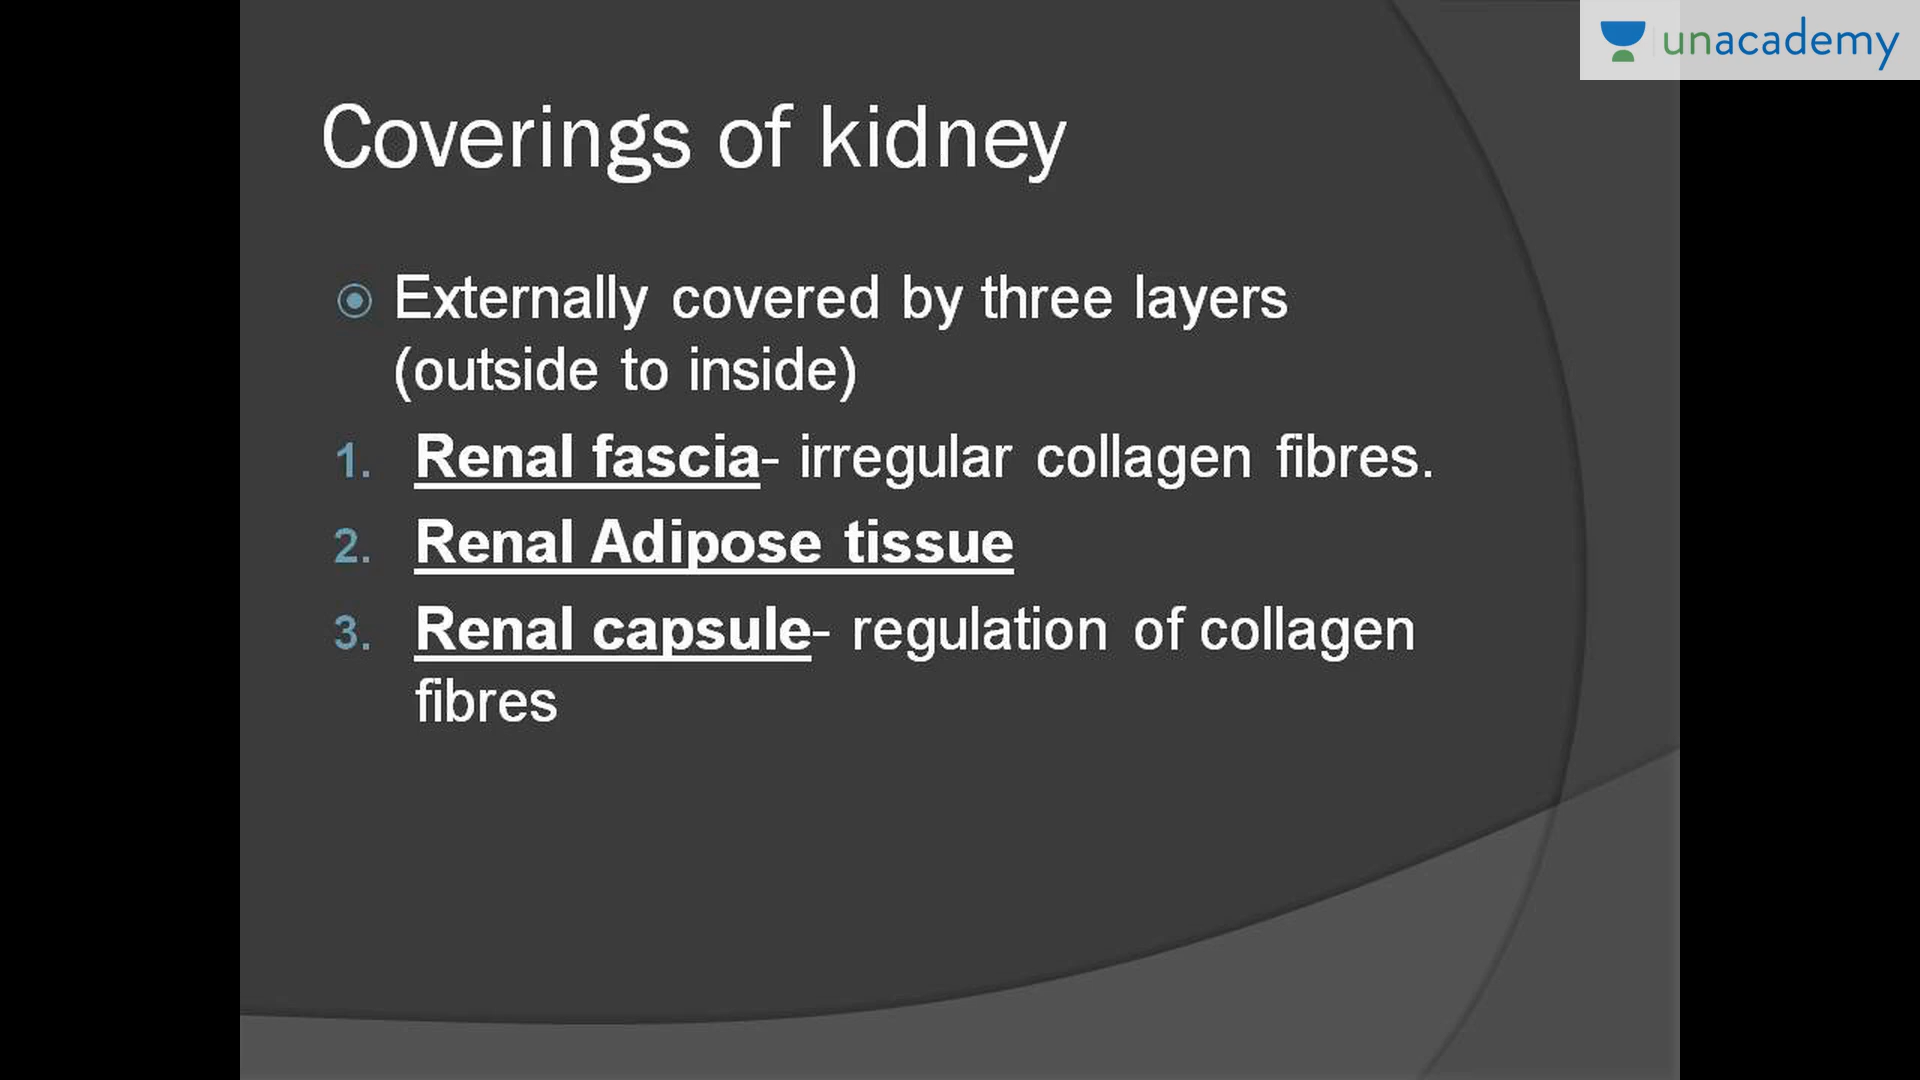 unacademy
Coverings of kidney
Externally covered by three layers
(outside to inside)
1. Renal fascia- irregular collagen fibres.
2. Renal Adipose tissue
3. Renal capsule- regulation of collagen
fibres